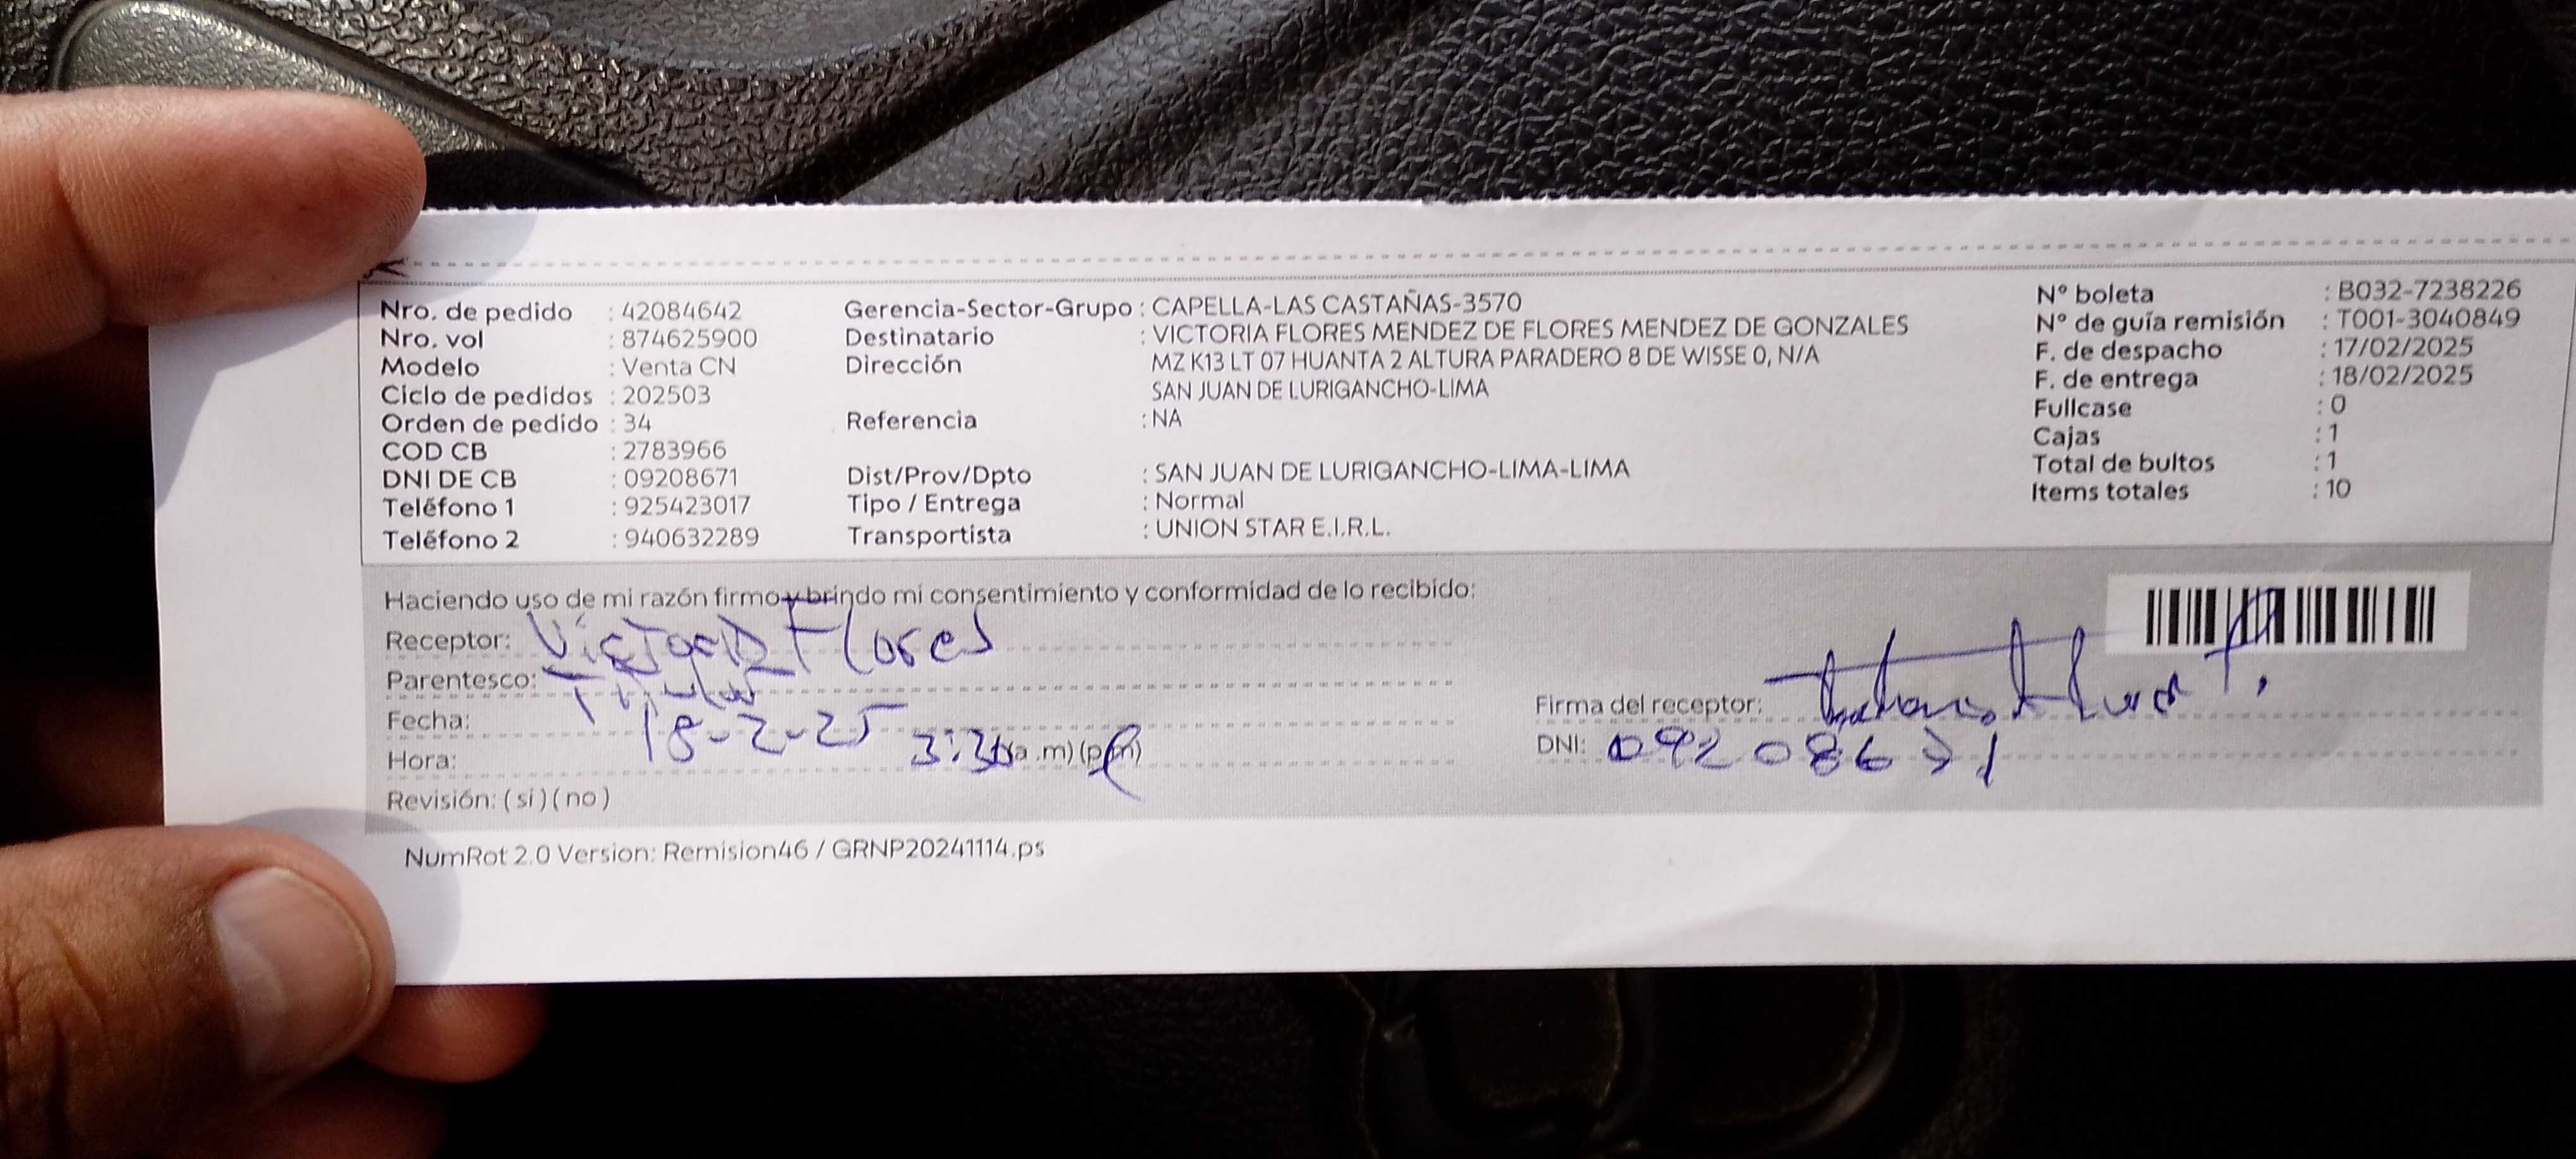 Nro. de pedido : 42084642
Nro. vol : 874625900
Modelo : Venta CN
Ciclo de pedidos : 202503
Orden de pedido : 34
COD CB : 2783966
DNI DE CB : 09208671
Teléfono 1 : 925423017
Teléfono 2 : 940632289
Gerencia-Sector-Grupo : CAPELLA-LAS CASTAÑAS-3570
Destinatario : VICTORIA FLORES MENDEZ DE FLORES MENDEZ DE GONZALES
Dirección MZ K13 LT 07 HUANTA 2 ALTURA PARADERO 8 DE WISSE 0, N/A
SAN JUAN DE LURIGANCHO-LIMA
Referencia : NA
Dist/Prov/Dpto : SAN JUAN DE LURIGANCHO-LIMA-LIMA
Tipo / Entrega : Normal
Transportista : UNION STAR E.I.R.L.
N° boleta : B032-7238226
N° de guía remisión : T001-3040849
F. de despacho : 17/02/2025
F. de entrega : 18/02/2025
Fullcase : 0
Cajas : 1
Total de bultos : 1
Items totales : 10
Haciendo uso de mi razón firmo y brindo mi consentimiento y conformidad de lo recibido:
Receptor: Victoria Flores
Parentesco: Titular
Fecha: 18-2-25
Hora: 3:30 (a.m) (p.m)
Revisión: (si) (no)
Firma del receptor:
DNI: 09208671
NumRot 2.0 Version: Remision46 / GRNP20241114.ps